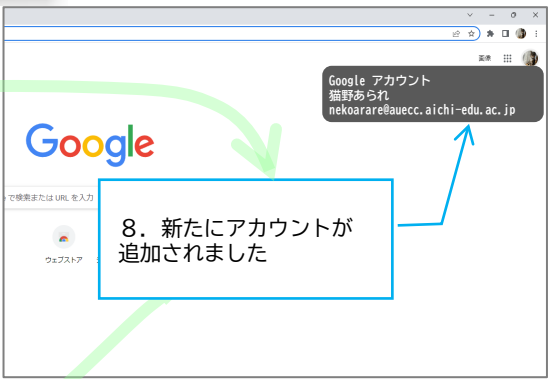 画像
Google アカウント
猫野あられ
nekoarare@auecc.aichi-edu.ac.jp
Google
で検索または URL を入力
8．新たにアカウントが
追加されました
ウェブストア